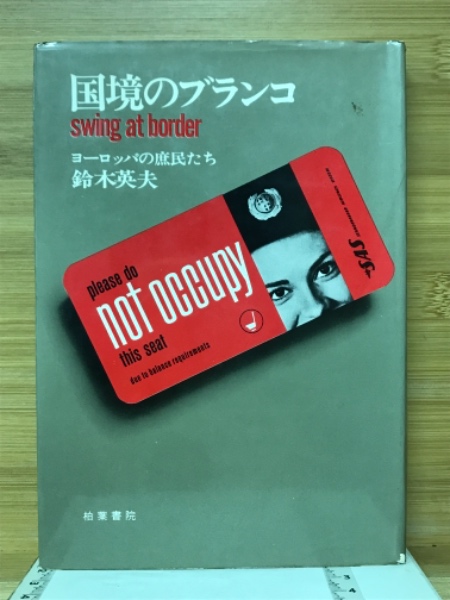 国境のブランコ
swing at border
ヨーロッパの庶民たち
鈴木英夫
please do
not occupy
this seat
due to balance requirements
SAS
柏葉書院